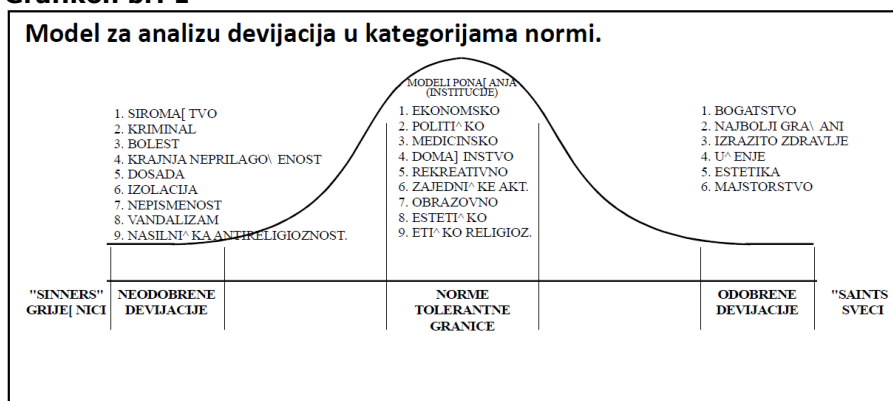 Model za analizu devijacija u kategorijama normi.
MODELI PONA[ ANJA
(INSTITUCIJE)
1. SIROMA[ TVO
2. KRIMINAL
3. BOLEST
4. KRAJNJA NEPRILAGO\ ENOST
5. DOSADA
6. IZOLACIJA
7. NEPISMENOST
8. VANDALIZAM
9. NASILNI^ KA ANTIRELIGIOZNOST.
1. EKONOMSKO
2. POLITI^ KO
3. MEDICINSKO
4. DOMA] INSTVO
5. REKREATIVNO
6. ZAJEDNI^ KE AKT.
7. OBRAZOVNO
8. ESTETI^ KO
9. ETI^ KO RELIGIOZ.
1. BOGATSTVO
2. NAJBOLJI GRA\ ANI
3. IZRAZITO ZDRAVLJE
4. U^ ENJE
5. ESTETIKA
6. MAJSTORSTVO
"SINNERS"
GRIJE[ NICI
NEODOBRENE
DEVIJACIJE
NORME
TOLERANTNE
GRANICE
ODOBRENE
DEVIJACIJE
"SAINTS
SVECI